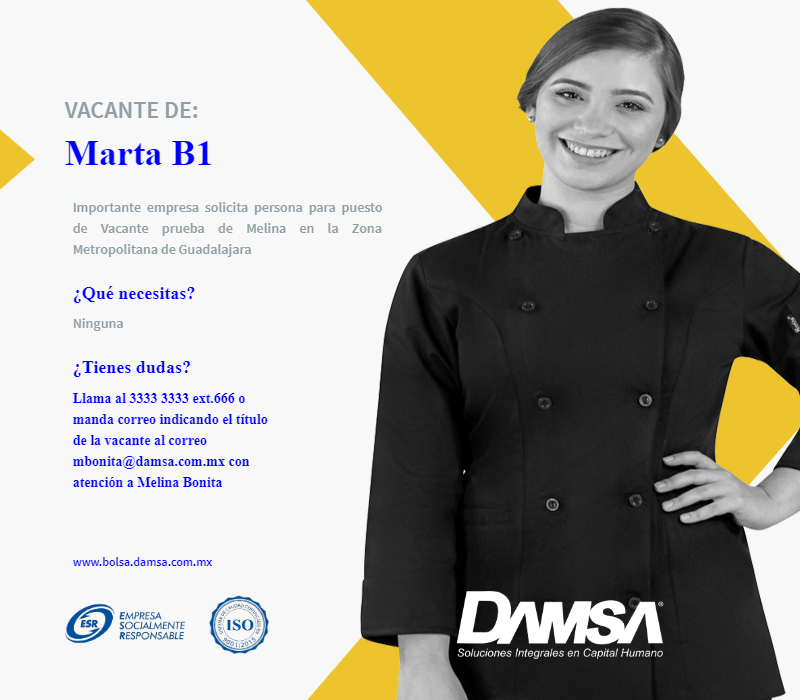 VACANTE DE:
Marta B1
Importante empresa solicita persona para puesto
de Vacante prueba de Melina en la Zona
Metropolitana de Guadalajara
¿Qué necesitas?
Ninguna
¿Tienes dudas?
Llama al 3333 3333 ext.666 o
manda correo indicando el título
de la vacante al correo
mbonita@damsa.com.mx con
atención a Melina Bonita
www.bolsa.damsa.com.mx
ESR
EMPRESA
SOCIALMENTE
RESPONSABLE
ISO
9001:2015
DAMSA®
Soluciones Integrales en Capital Humano